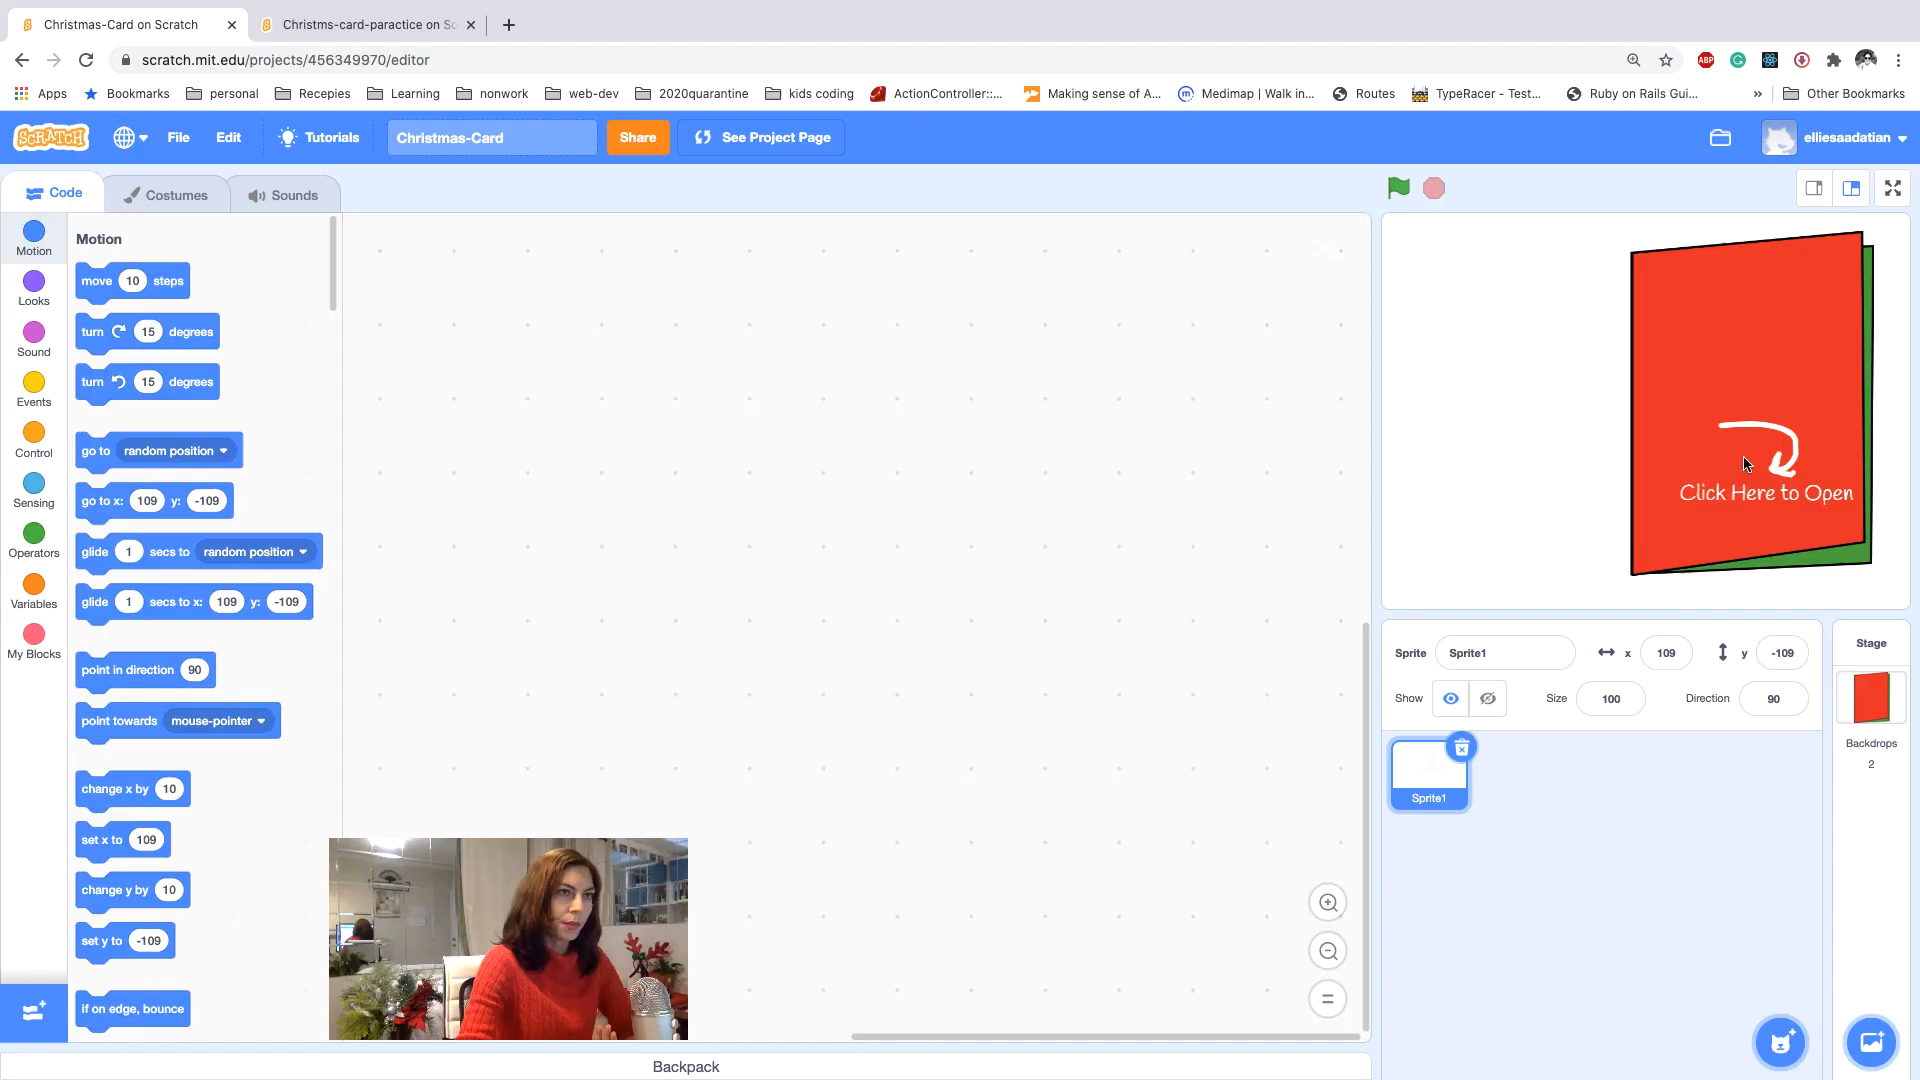 Christmas-Card on Scratch
Christms-card-paractice on Sc
scratch.mit.edu/projects/456349970/editor
ABP
Apps
Bookmarks
personal
Recepies
Learning
nonwork
web-dev
2020quarantine
kids coding
ActionController::...
Making sense of A...
Medimap | Walk in...
Routes
TypeRacer - Test...
Ruby on Rails Gui...
»
Other Bookmarks
SCRATCH
File
Edit
Tutorials
Christmas-Card
Share
See Project Page
elliesaadatian
Code
Costumes
Sounds
Motion
Looks
Sound
Events
Control
Sensing
Operators
Variables
My Blocks
Motion
move 10 steps
turn 15 degrees
turn 15 degrees
go to random position
go to x: 109 y: -109
glide 1 secs to random position
glide 1 secs to x: 109 y: -109
point in direction 90
point towards mouse-pointer
change x by 10
set x to 109
change y by 10
set y to -109
if on edge, bounce
Click Here to Open
Sprite Sprite1 x 109 y -109
Show Size 100 Direction 90
Sprite1
Stage
Backdrops
2
Backpack